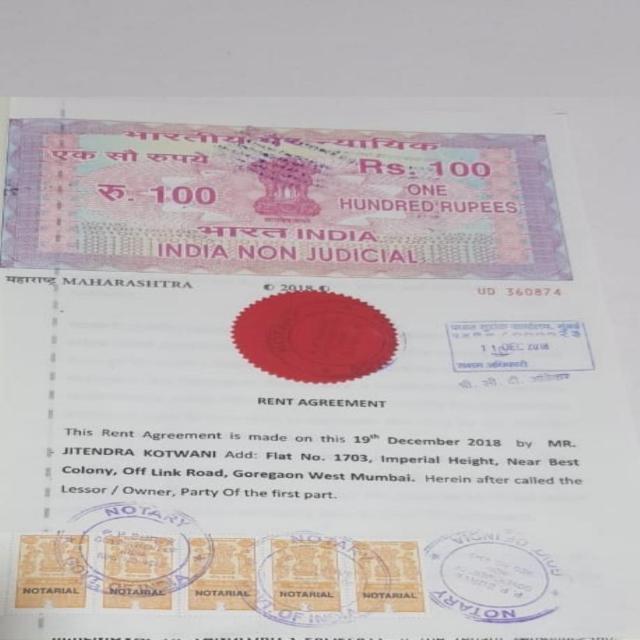 भारतीय गैर न्यायिक
एक सौ रुपये
Rs. 100
रु. 100
ONE
HUNDRED RUPEES
भारत INDIA
INDIA NON JUDICIAL
महाराष्ट्र MAHARASHTRA
2018
UD 360874
11 DEC 2018
RENT AGREEMENT
This Rent Agreement is made on this 19th December 2018 by MR.
JITENDRA KOTWANI Add: Flat No. 1703, Imperial Height, Near Best
Colony, Off Link Road, Goregaon West Mumbai. Herein after called the
Lessor / Owner, Party Of the first part.
NOTARY
NOTARY
NOTARIAL NOTARIAL NOTARIAL NOTARIAL NOTARIAL
NOTARY